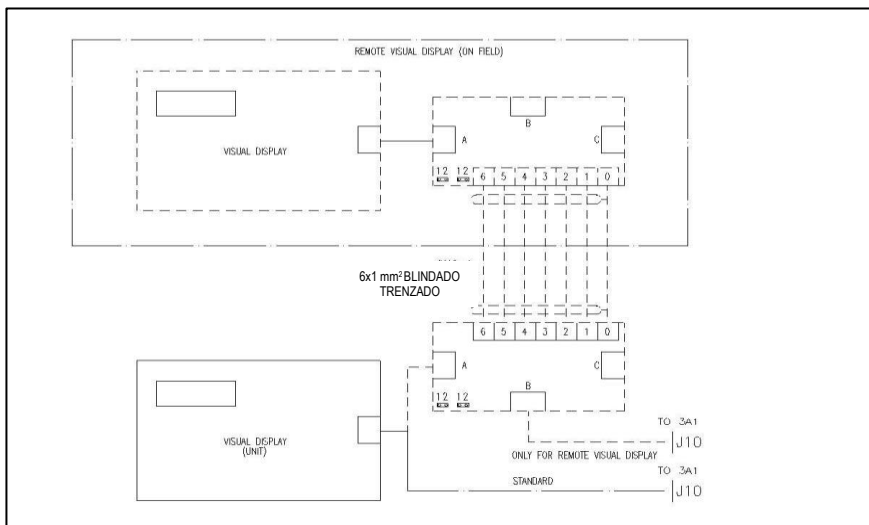 REMOTE VISUAL DISPLAY (ON FIELD)
VISUAL DISPLAY
B
A
C
12 12
6 5 4 3 2 1 0
6x1 mm² BLINDADO
TRENZADO
6 5 4 3 2 1 0
A
C
B
12 12
VISUAL DISPLAY
(UNIT)
TO 3A1
J10
ONLY FOR REMOTE VISUAL DISPLAY
TO 3A1
STANDARD
J10